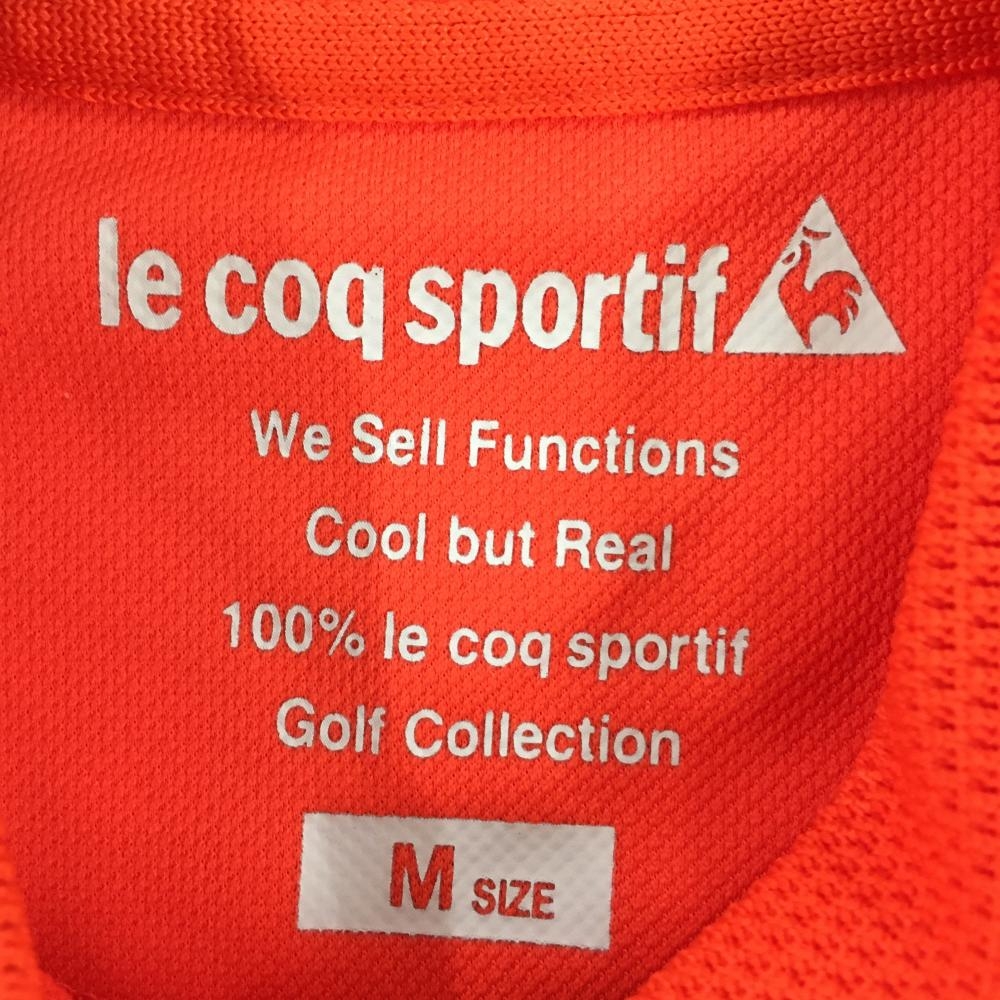 le coq sportif
We Sell Functions
Cool but Real
100% le coq sportif
Golf Collection
M SIZE